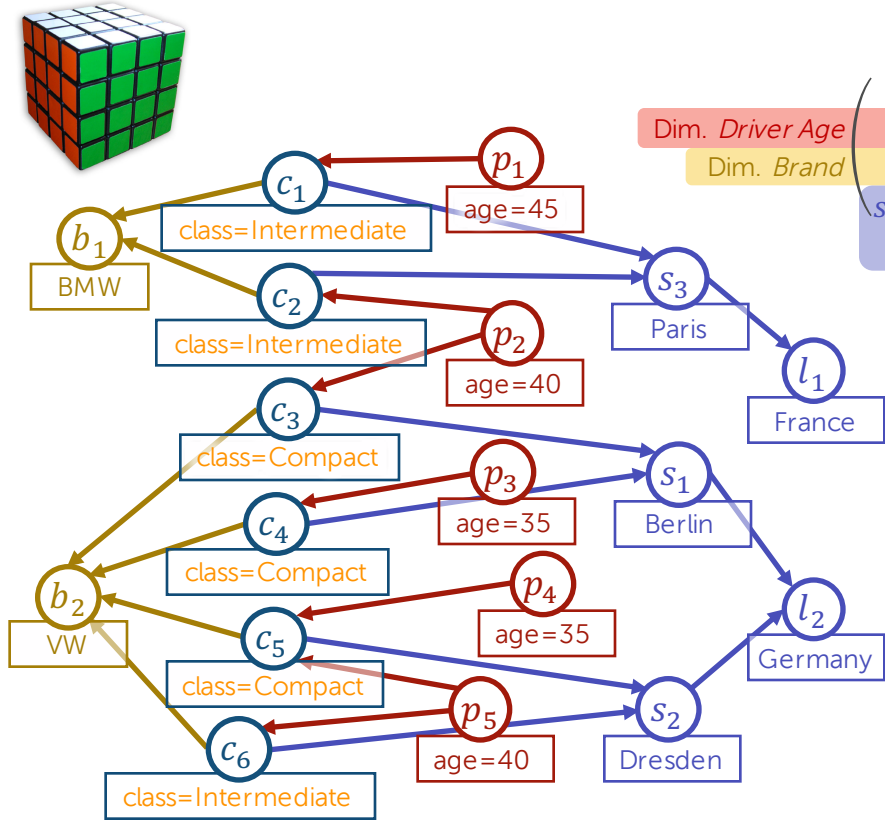 Dim. Driver Age
Dim. Brand
s
p₁
age=45
c₁
class=Intermediate
b₁
BMW
c₂
class=Intermediate
s₃
Paris
p₂
age=40
l₁
France
c₃
class=Compact
p₃
age=35
s₁
Berlin
c₄
class=Compact
b₂
VW
p₄
age=35
l₂
Germany
c₅
class=Compact
p₅
age=40
s₂
Dresden
c₆
class=Intermediate